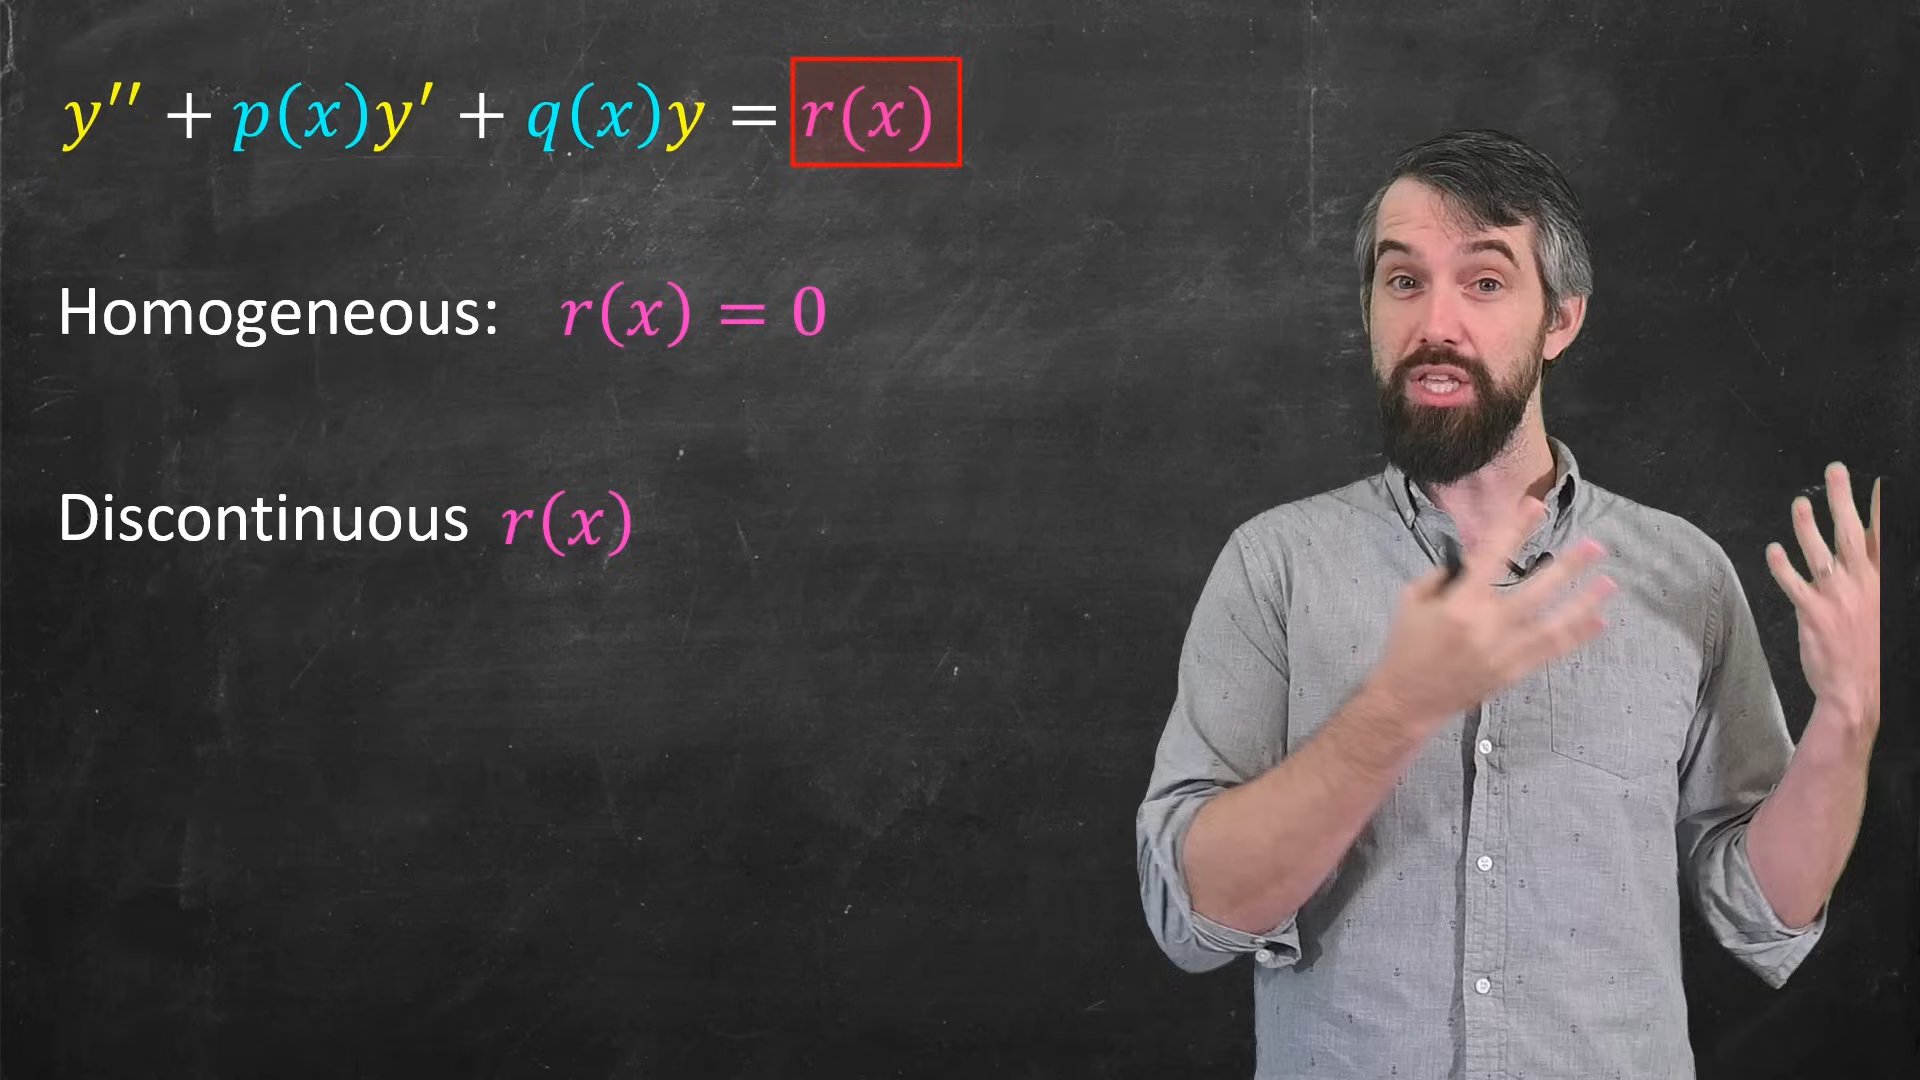 y'' + p(x)y' + q(x)y = r(x)
Homogeneous: r(x) = 0
Discontinuous r(x)